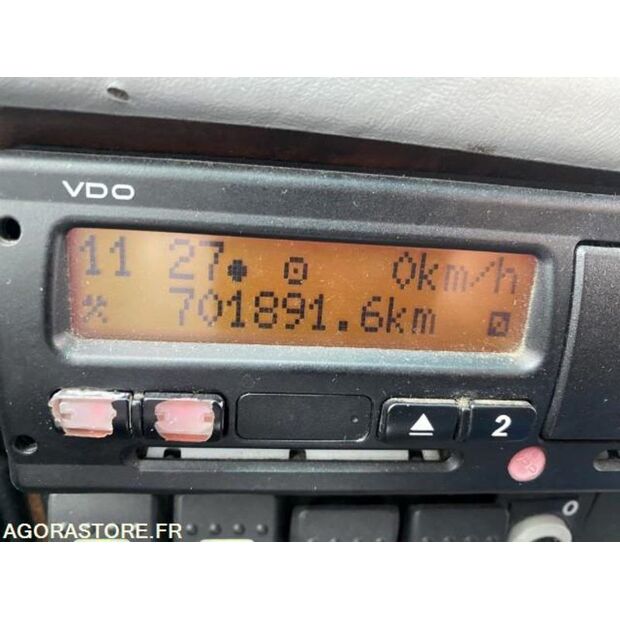 VDO
11 27 0km/h
701891.6km
2
AGORASTORE.FR